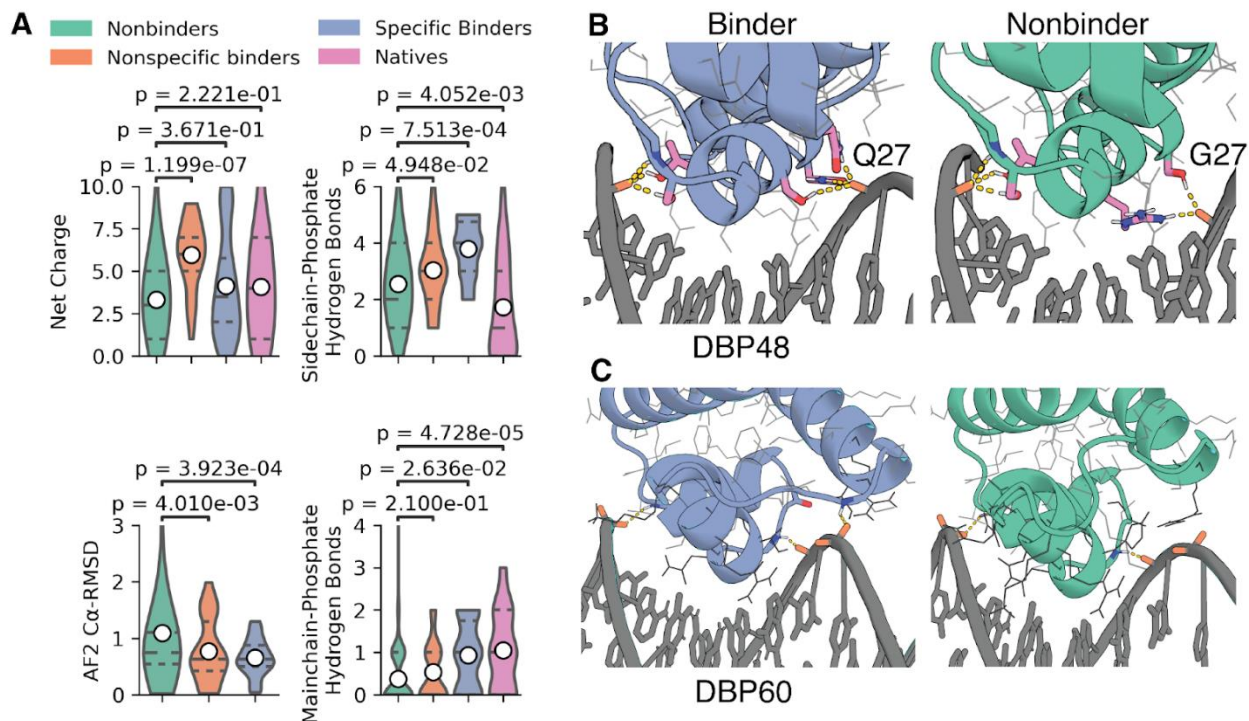 A
Nonbinders
Specific Binders
Nonspecific binders
Natives
p = 2.221e-01
p = 3.671e-01
p = 1.199e-07
Net Charge
10.0
7.5
5.0
2.5
0.0
p = 4.052e-03
p = 7.513e-04
p = 4.948e-02
Sidechain-Phosphate
Hydrogen Bonds
6
4
2
0
p = 3.923e-04
p = 4.010e-03
AF2 Cα-RMSD
3
2
1
0
p = 4.728e-05
p = 2.636e-02
p = 2.100e-01
Mainchain-Phosphate
Hydrogen Bonds
4
3
2
1
0
B
Binder
Nonbinder
Q27
G27
DBP48
C
DBP60